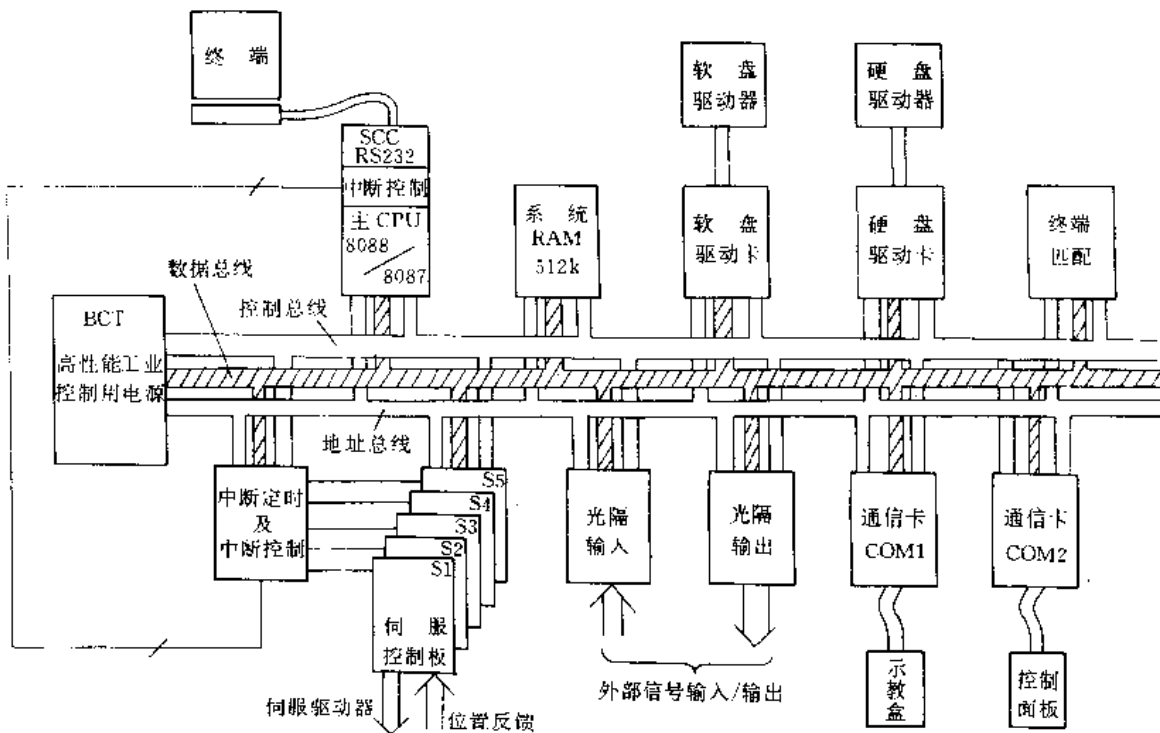 终 端
软 盘
驱动器
硬 盘
驱动器
SCC
RS232
中断控制
主 CPU
8088
8087
系 统
RAM
512k
软 盘
驱动卡
硬 盘
驱动卡
终端
匹配
数据总线
控制总线
BCT
高性能工业
控制用电源
地址总线
中断定时
及
中断控制
S5
S4
S3
S2
S1
伺 服
控制板
光隔
输入
光隔
输出
通信卡
COM1
通信卡
COM2
伺服驱动器
位置反馈
外部信号输入/输出
示教盒
控制
面板